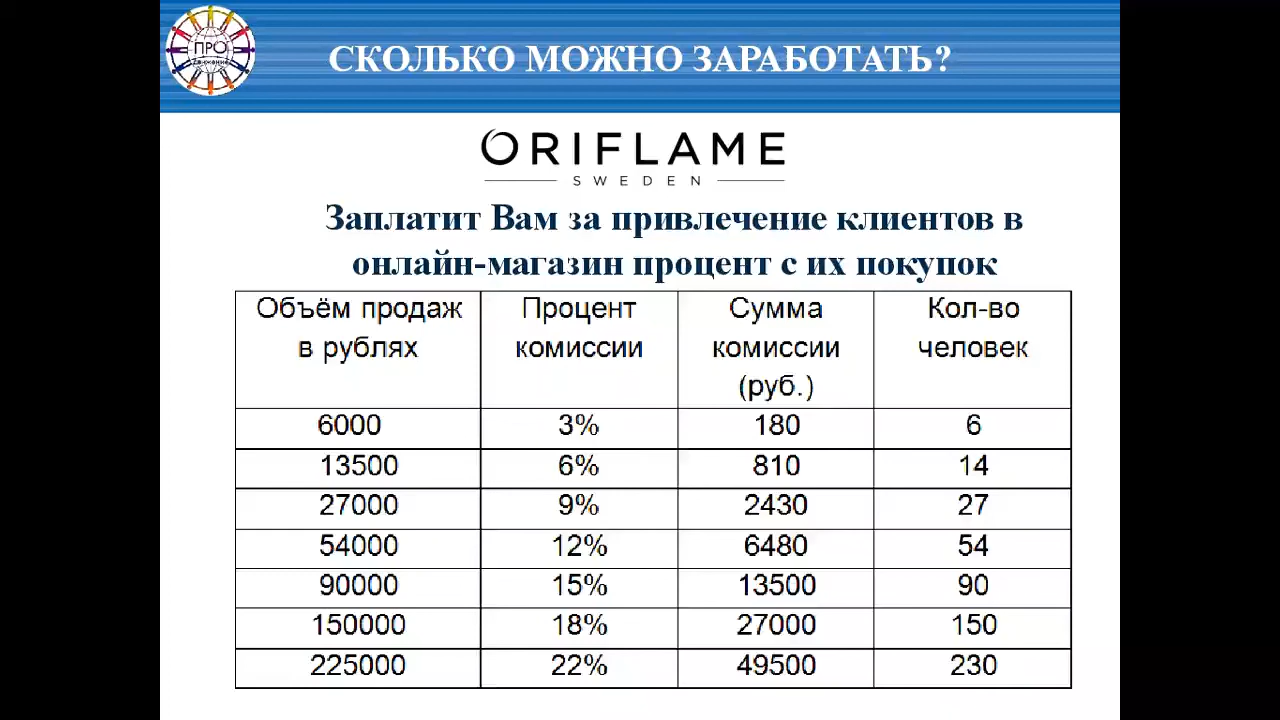 ПРО
Движение
СКОЛЬКО МОЖНО ЗАРАБОТАТЬ?
ORIFLAME
SWEDEN
Заплатит Вам за привлечение клиентов в
онлайн-магазин процент с их покупок
Объём продаж в рублях Процент комиссии Сумма комиссии (руб.) Кол-во человек
6000 3% 180 6
13500 6% 810 14
27000 9% 2430 27
54000 12% 6480 54
90000 15% 13500 90
150000 18% 27000 150
225000 22% 49500 230